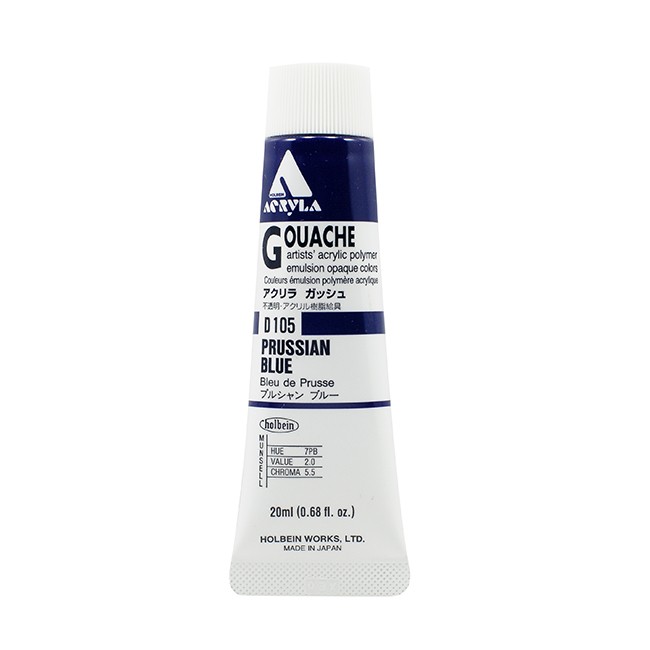 HOLBEIN
ACRYLA
GOUACHE
artists' acrylic polymer
emulsion opaque colors
Couleurs émulsion polymère acrylique
アクリラ ガッシュ
不透明・アクリル樹脂絵具
D105
PRUSSIAN
BLUE
Bleu de Prusse
プルシャン ブルー
holbein
MUNSELL
HUE 7PB
VALUE 2.0
CHROMA 5.5
20ml (0.68 fl. oz.)
HOLBEIN WORKS, LTD.
MADE IN JAPAN